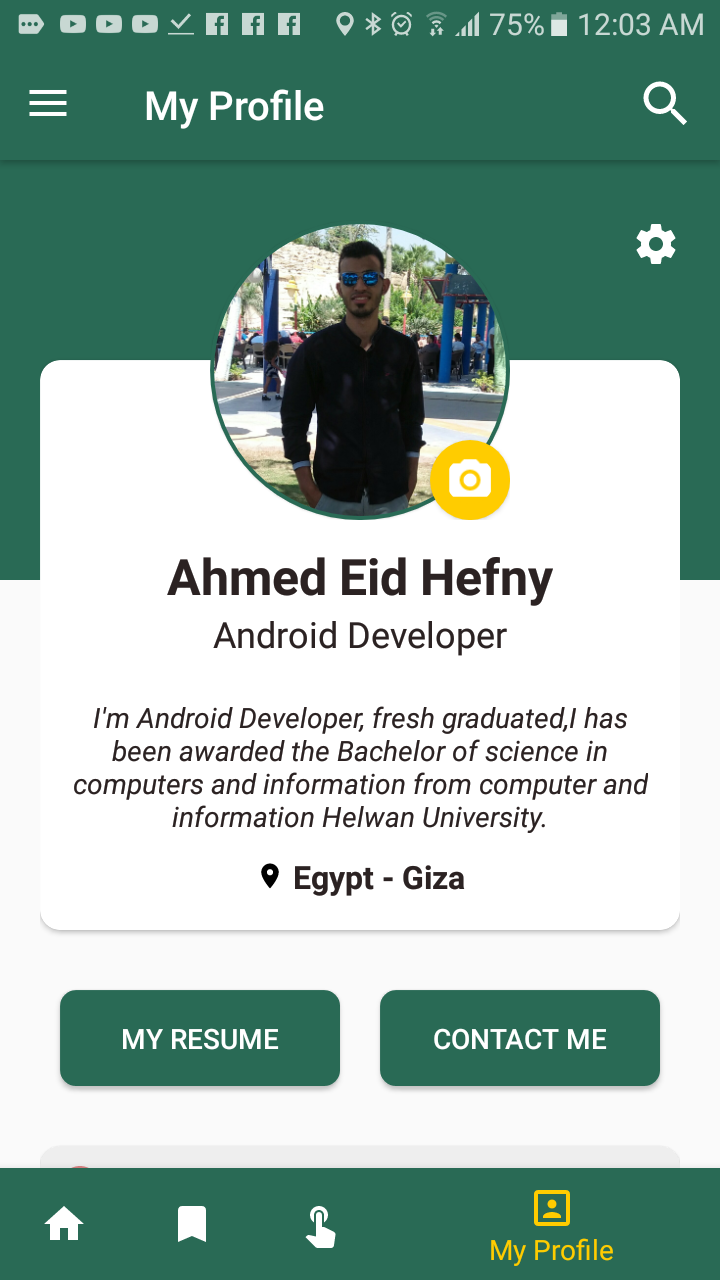 75% 12:03 AM
My Profile
Ahmed Eid Hefny
Android Developer
I'm Android Developer, fresh graduated,I has
been awarded the Bachelor of science in
computers and information from computer and
information Helwan University.
Egypt - Giza
MY RESUME CONTACT ME
My Profile